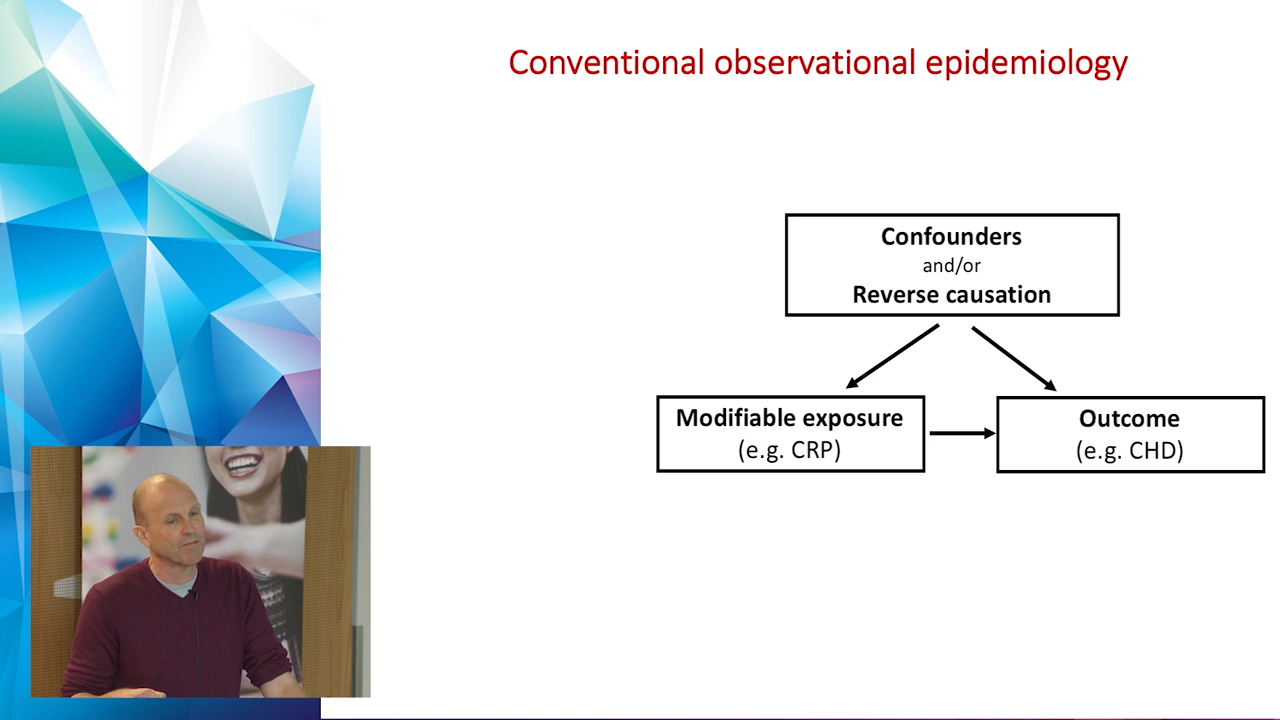 Conventional observational epidemiology
Confounders
and/or
Reverse causation
Modifiable exposure
(e.g. CRP)
Outcome
(e.g. CHD)